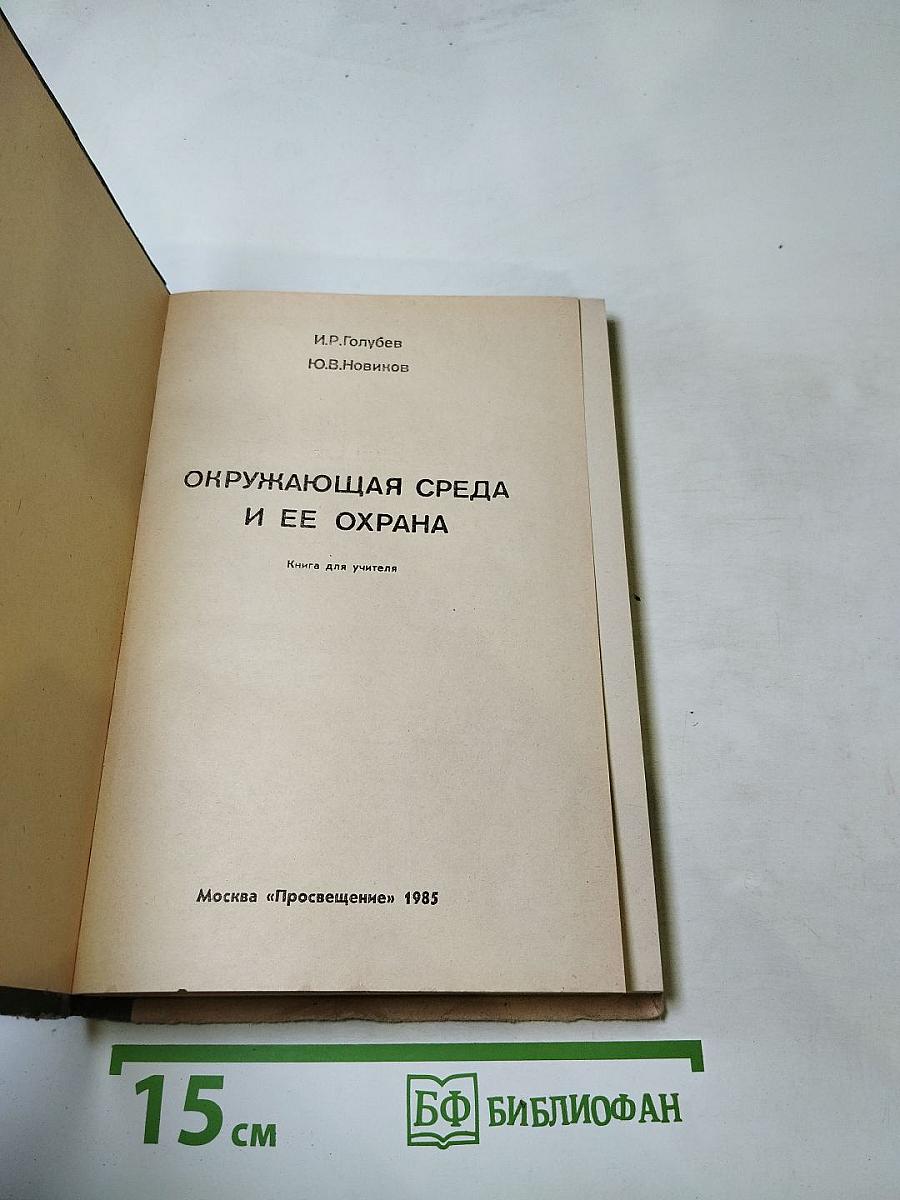 И.Р.Голубев
Ю.В.Новиков
ОКРУЖАЮЩАЯ СРЕДА
И ЕЕ ОХРАНА
Книга для учителя
Москва «Просвещение» 1985
15 см
БФ БИБЛИОФАН